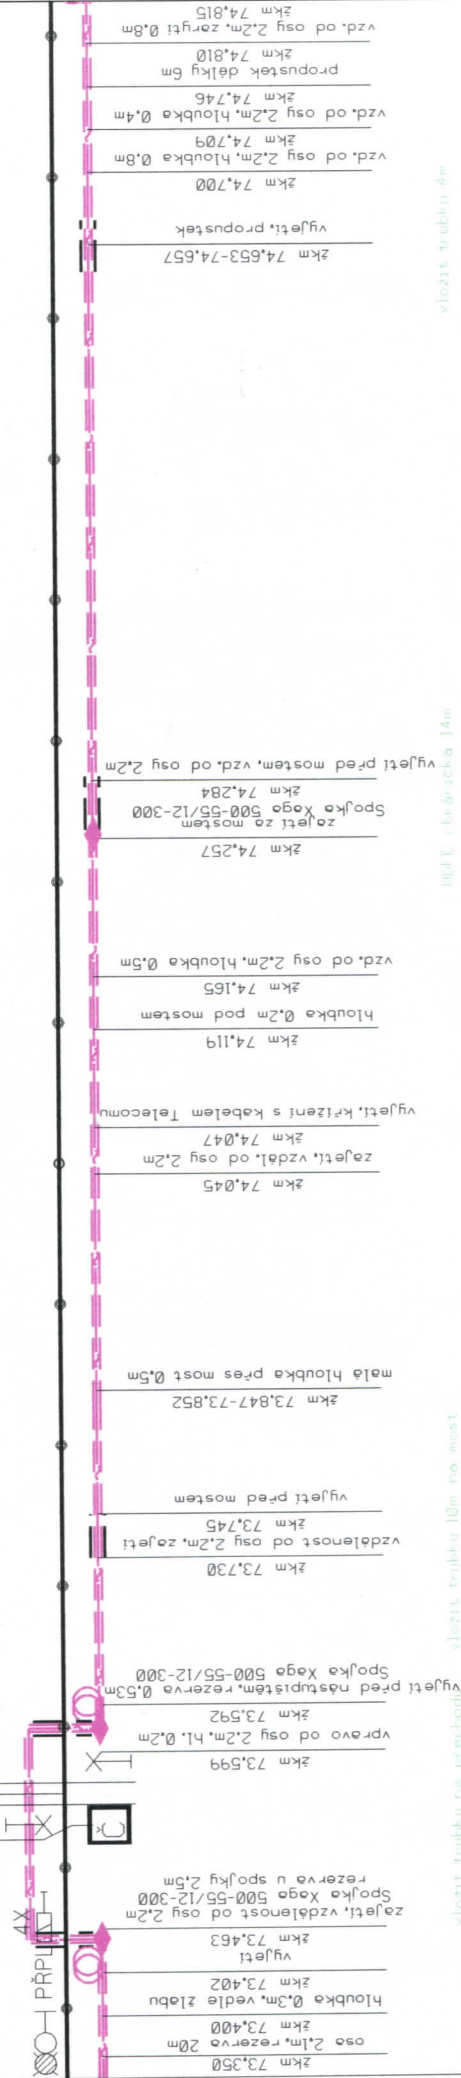 žkm 73,350
osa 2,1m, rezerva 20m
žkm 73,400
hloubka 0,3m, vedle žlabu
žkm 73,402
vyjetí
žkm 73,463
zajetí, vzdálenost od osy 2,2m
Spojka Xaga 500-55/12-300
rezerva u spojky 2,5m
PŘPL
4X
Č
žkm 73,599
vpravo od osy 2,2m, hl. 0,2m
žkm 73,592
vyjetí před nástupištěm, rezerva 0,53m
Spojka Xaga 500-55/12-300
žkm 73,730
vzdálenost od osy 2,2m, zajetí
žkm 73,745
vyjetí před mostem
žkm 73,847-73,852
malá hloubka přes most 0,5m
žkm 74,045
zajetí, vzdál. od osy 2,2m
žkm 74,047
vyjetí, křížení s kabelem Telecomu
žkm 74,119
hloubka 0,2m pod mostem
žkm 74,165
vzd. od osy 2,2m, hloubka 0,5m
žkm 74,257
zajetí za mostem
Spojka Xaga 500-55/12-300
žkm 74,284
vyjetí před mostem, vzd. od osy 2,2m
žkm 74,653-74,657
vyjetí, propustek
žkm 74,700
vzd. od osy 2,2m, hloubka 0,8m
žkm 74,709
vzd. od osy 2,2m, hloubka 0,4m
žkm 74,746
propustek délky 6m
žkm 74,810
vzd. od osy 2,2m, zarytí 0,8m
žkm 74,815
vložit trubku na přechodu
vložit trubku 10m na most
chránička 14m
vložit trubku 4m